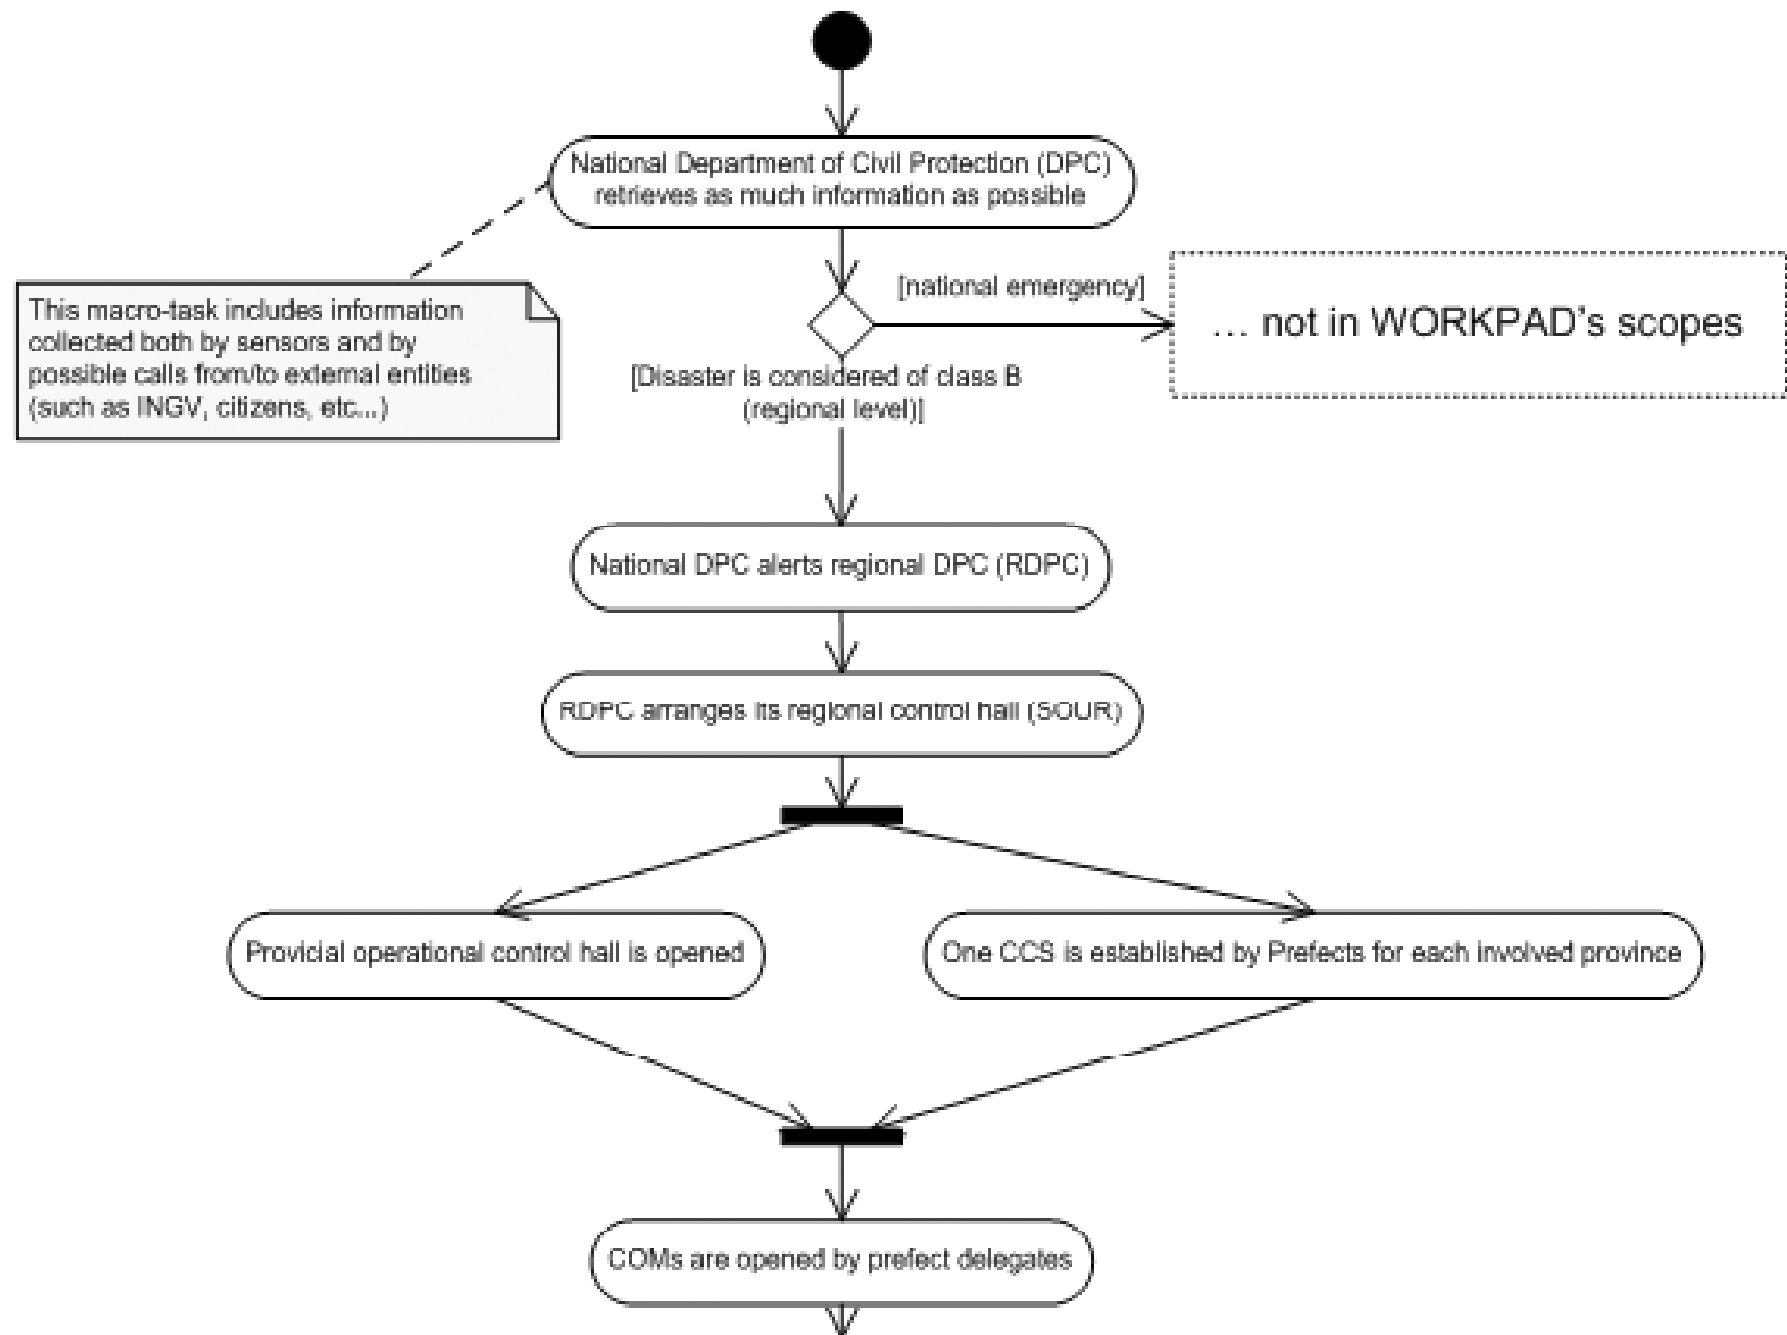 National Department of Civil Protection (DPC)
retrieves as much information as possible
[national emergency]
... not in WORKPAD's scopes
This macro-task includes information
collected both by sensors and by
possible calls from/to external entities
(such as INGV, citizens, etc...)
[Disaster is considered of class B
(regional level)]
National DPC alerts regional DPC (RDPC)
RDPC arranges its regional control hall (SOUR)
Provicial operational control hall is opened
One CCS is established by Prefects for each involved province
COMs are opened by prefect delegates